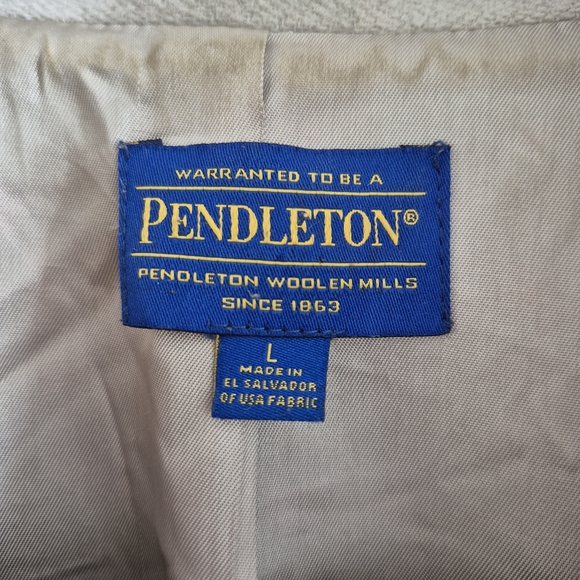 WARRANTED TO BE A
PENDLETON®
PENDLETON WOOLEN MILLS
SINCE 1863
L
MADE IN
EL SALVADOR
OF USA FABRIC